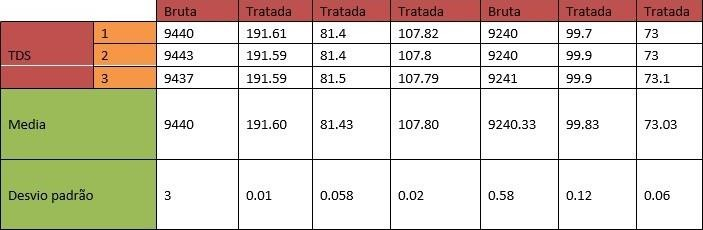 Bruta Tratada Tratada Tratada Bruta Tratada Tratada
1 9440 191.61 81.4 107.82 9240 99.7 73
TDS 2 9443 191.59 81.4 107.8 9240 99.9 73
3 9437 191.59 81.5 107.79 9241 99.9 73.1
Media 9440 191.60 81.43 107.80 9240.33 99.83 73.03
Desvio padrão 3 0.01 0.058 0.02 0.58 0.12 0.06